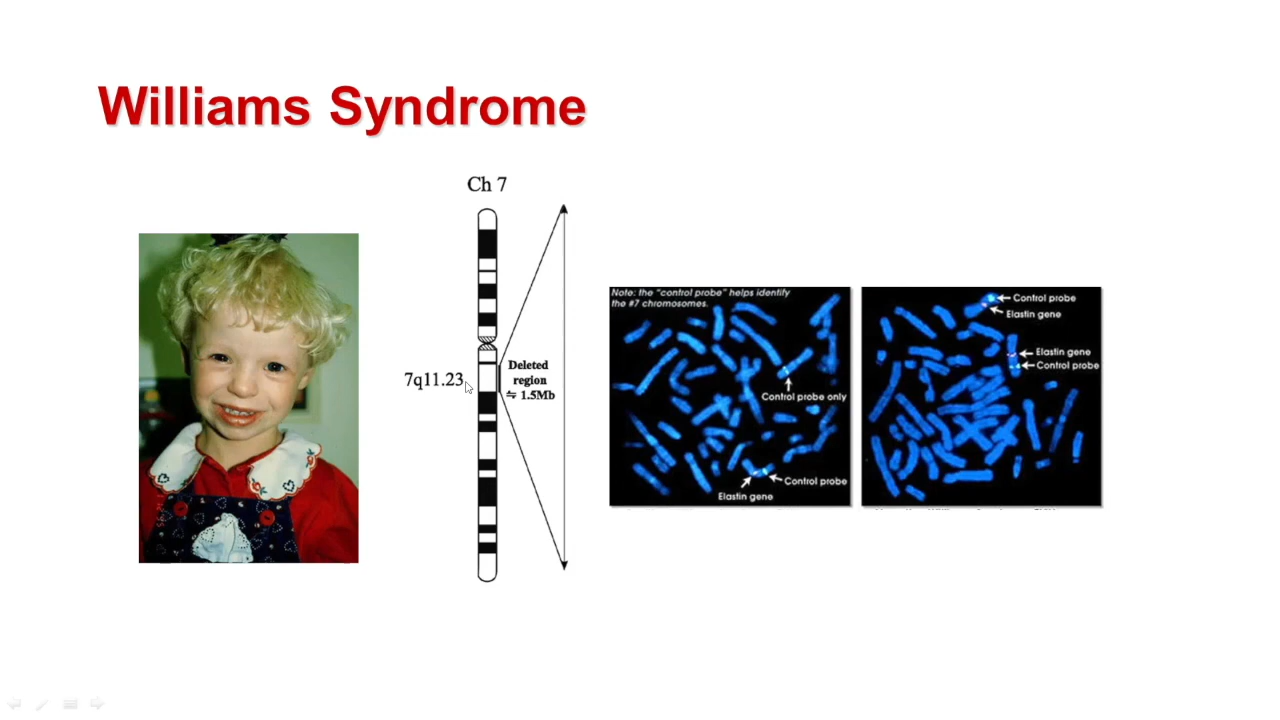 Williams Syndrome
Ch 7
7q11.23
Deleted
region
≒ 1.5Mb
Note: the "control probe" helps identify
the #7 chromosomes.
Control probe only
Control probe
Elastin gene
Control probe
Elastin gene
Elastin gene
Control probe